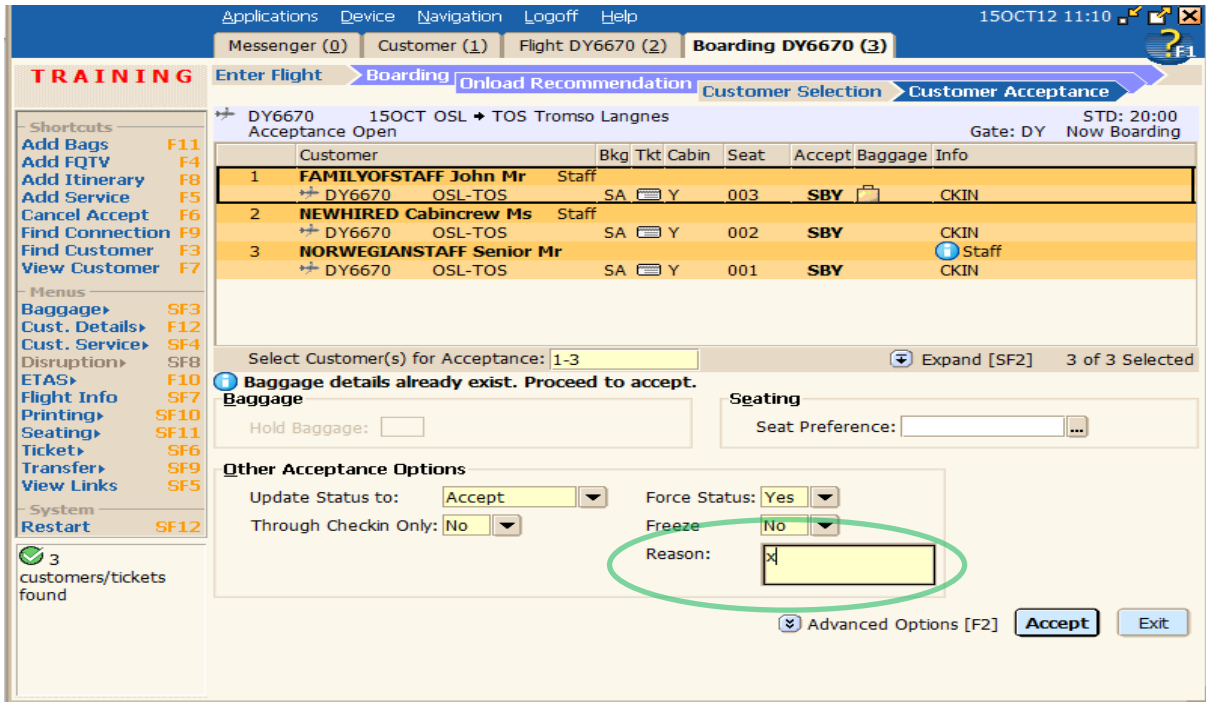 Applications Device Navigation Logoff Help 15OCT12 11:10
Messenger (0) Customer (1) Flight DY6670 (2) Boarding DY6670 (3)
?F1
TRAINING
Enter Flight Boarding Onload Recommendation Customer Selection Customer Acceptance
DY6670 15OCT OSL → TOS Tromso Langnes STD: 20:00
Acceptance Open Gate: DY Now Boarding
Customer Bkg Tkt Cabin Seat Accept Baggage Info
1 FAMILYOFSTAFF John Mr Staff
DY6670 OSL-TOS SA Y 003 SBY CKIN
2 NEWHIRED Cabincrew Ms Staff
DY6670 OSL-TOS SA Y 002 SBY CKIN
3 NORWEGIANSTAFF Senior Mr Staff
DY6670 OSL-TOS SA Y 001 SBY CKIN
Select Customer(s) for Acceptance: 1-3 Expand [SF2] 3 of 3 Selected
Baggage details already exist. Proceed to accept.
Baggage
Hold Baggage:
Seating
Seat Preference: ...
Other Acceptance Options
Update Status to: Accept Force Status: Yes
Through Checkin Only: No Freeze No
Reason: x
Advanced Options [F2] Accept Exit
Shortcuts
Add Bags F11
Add FQTV F4
Add Itinerary F8
Add Service F5
Cancel Accept F6
Find Connection F9
Find Customer F3
View Customer F7
Menus
Baggage SF3
Cust. Details F12
Cust. Service SF4
Disruption SF8
ETAS F10
Flight Info SF7
Printing SF10
Seating SF11
Ticket SF6
Transfer SF9
View Links SF5
System
Restart SF12
3
customers/tickets
found